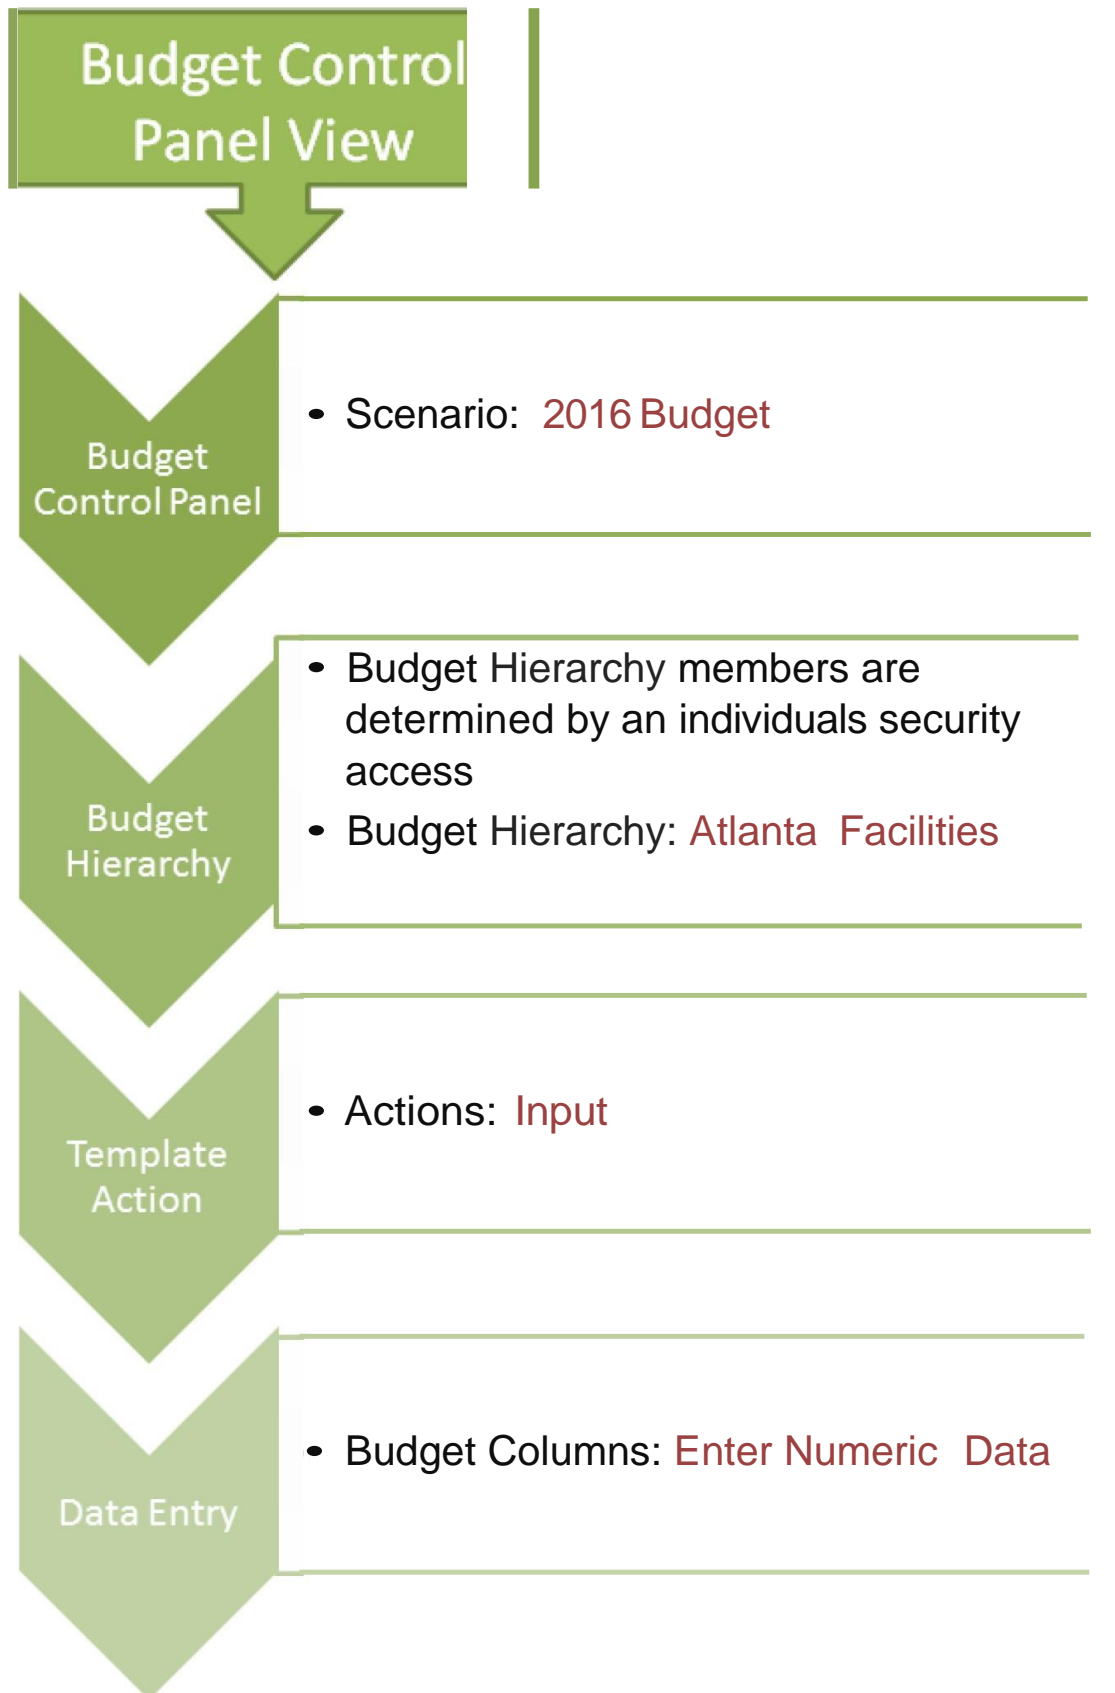 Budget Control
Panel View
Budget
Control Panel
• Scenario: 2016 Budget
Budget
Hierarchy
• Budget Hierarchy members are
determined by an individuals security
access
• Budget Hierarchy: Atlanta Facilities
Template
Action
• Actions: Input
Data Entry
• Budget Columns: Enter Numeric Data